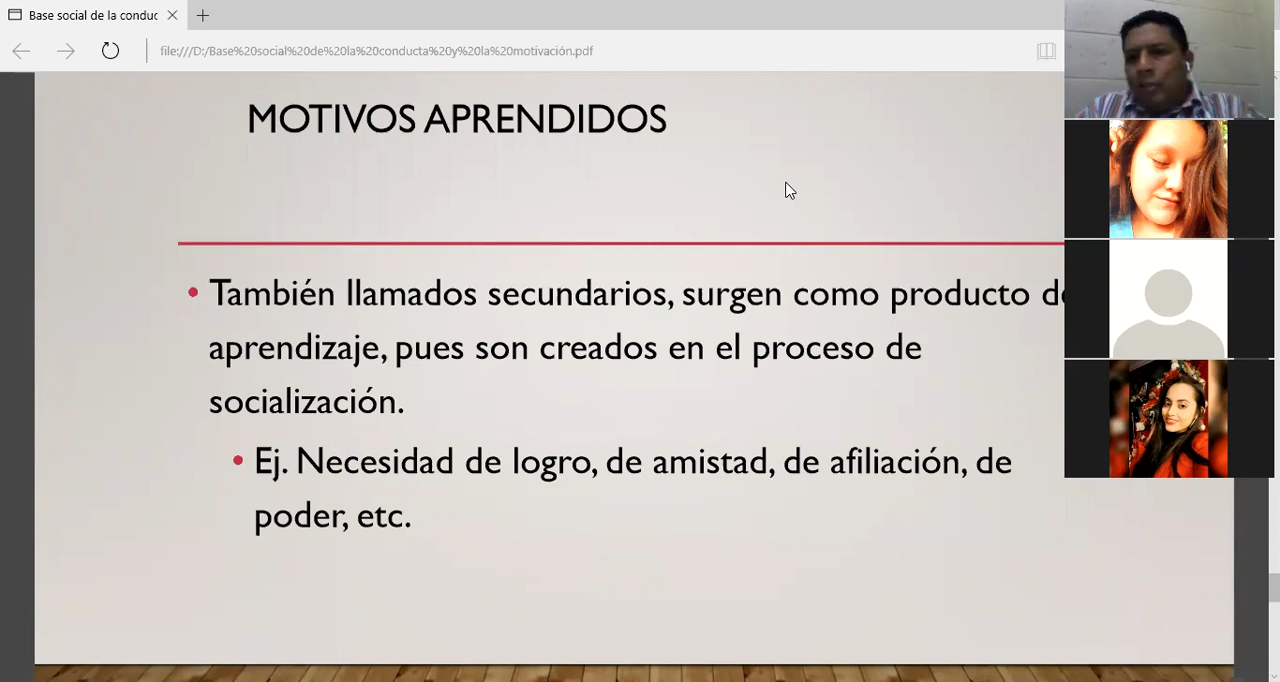 Base social de la conduc
file:///D:/Base%20social%20de%20la%20conducta%20y%20la%20motivación.pdf
MOTIVOS APRENDIDOS
• También llamados secundarios, surgen como producto
aprendizaje, pues son creados en el proceso de
socialización.
• Ej. Necesidad de logro, de amistad, de afiliación, de
poder, etc.